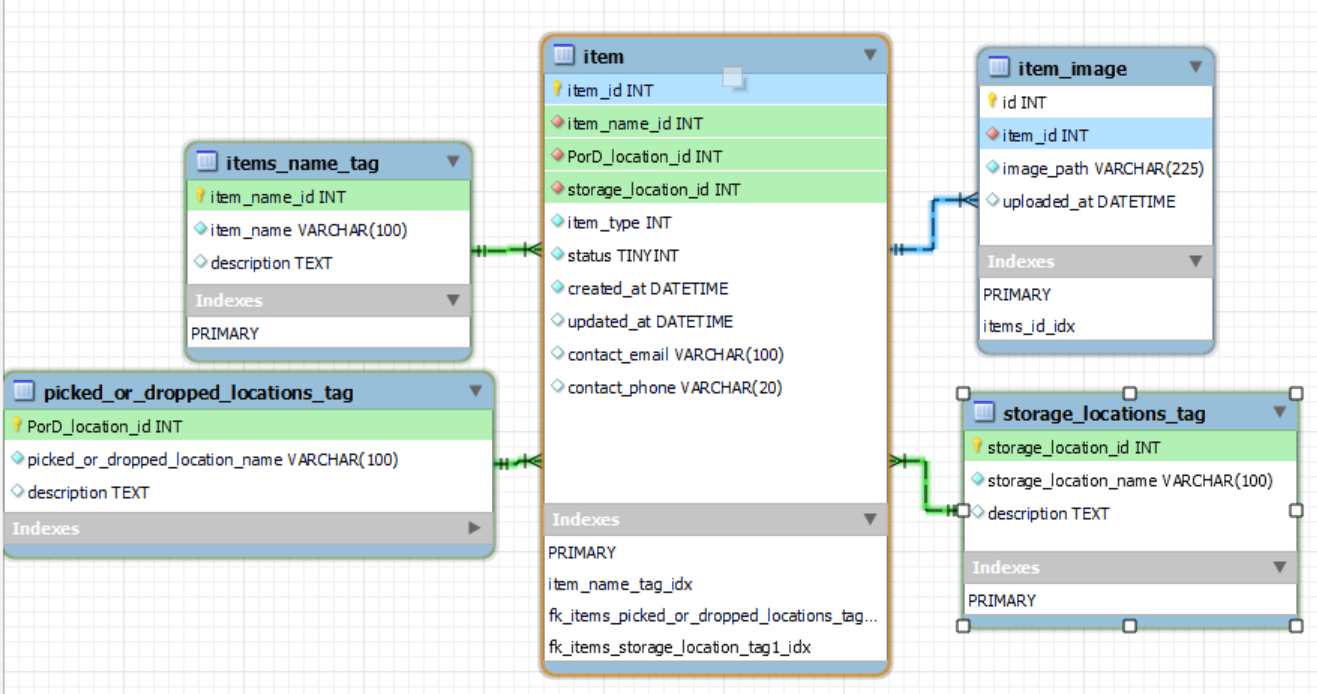 item
item_id INT
item_name_id INT
PorD_location_id INT
storage_location_id INT
item_type INT
status TINYINT
created_at DATETIME
updated_at DATETIME
contact_email VARCHAR(100)
contact_phone VARCHAR(20)
Indexes
PRIMARY
item_name_tag_idx
fk_items_picked_or_dropped_locations_tag...
fk_items_storage_location_tag1_idx
item_image
id INT
item_id INT
image_path VARCHAR(225)
uploaded_at DATETIME
Indexes
PRIMARY
items_id_idx
items_name_tag
item_name_id INT
item_name VARCHAR(100)
description TEXT
Indexes
PRIMARY
picked_or_dropped_locations_tag
PorD_location_id INT
picked_or_dropped_location_name VARCHAR(100)
description TEXT
Indexes
storage_locations_tag
storage_location_id INT
storage_location_name VARCHAR(100)
description TEXT
Indexes
PRIMARY